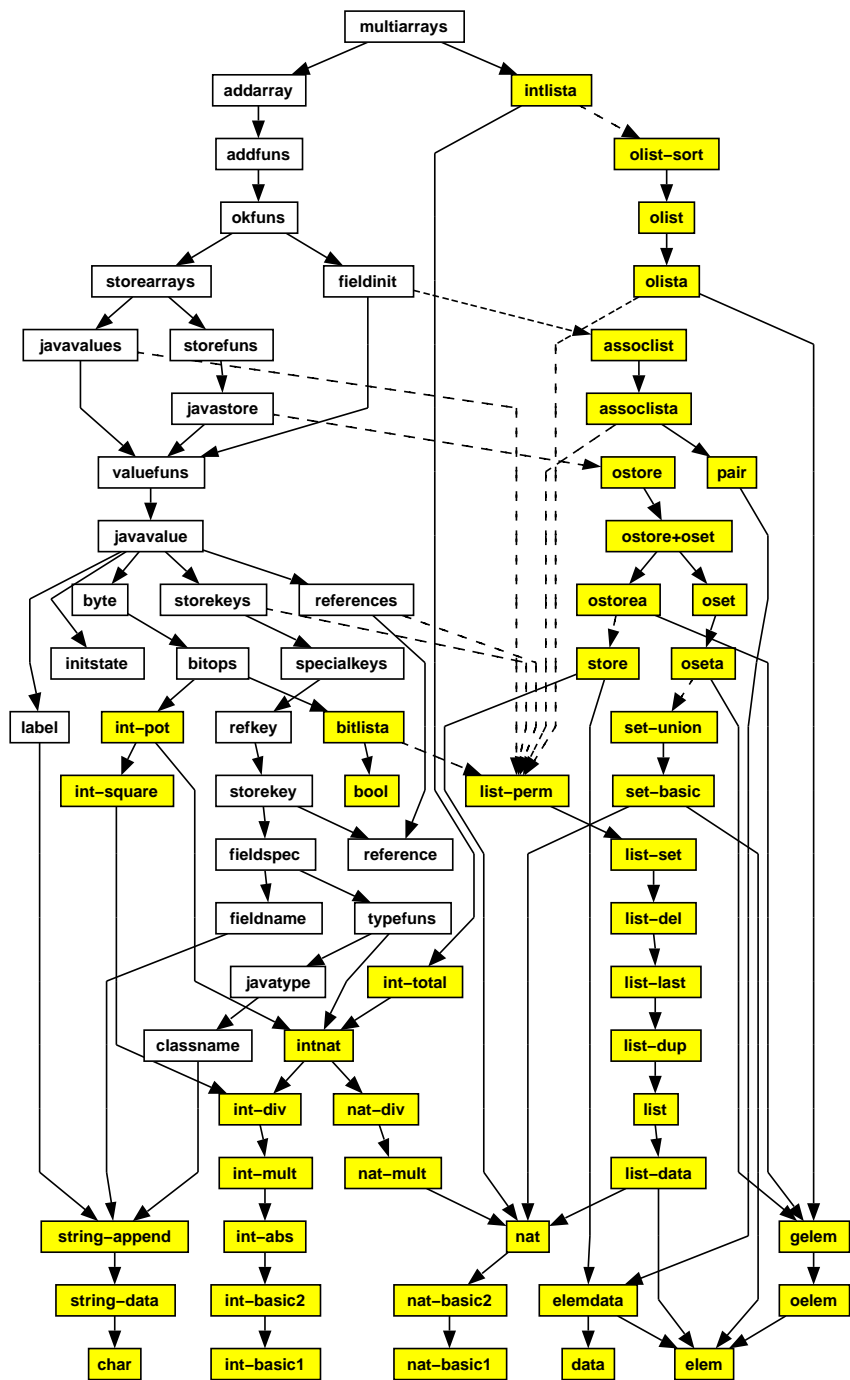 multiarrays
addarray
intlista
addfuns
olist−sort
okfuns
olist
storearrays
fieldinit
olista
javavalues
storefuns
assoclist
javastore
assoclista
valuefuns
ostore
pair
javavalue
ostore+oset
byte
storekeys
references
ostorea
oset
initstate
bitops
specialkeys
store
oseta
label
int−pot
refkey
bitlista
set−union
int−square
storekey
bool
list−perm
set−basic
fieldspec
reference
list−set
fieldname
typefuns
list−del
javatype
int−total
list−last
classname
intnat
list−dup
int−div
nat−div
list
int−mult
nat−mult
list−data
string−append
int−abs
nat
gelem
string−data
int−basic2
nat−basic2
elemdata
oelem
char
int−basic1
nat−basic1
data
elem